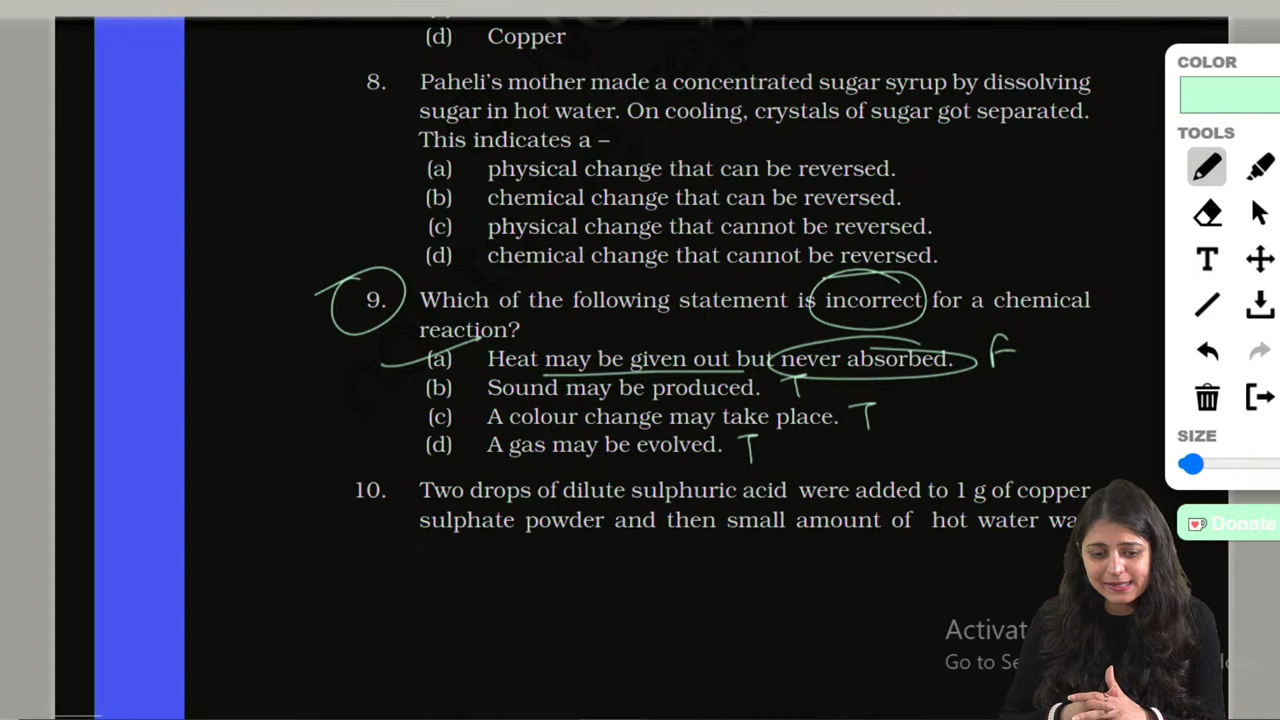 (d) Copper
8. Paheli's mother made a concentrated sugar syrup by dissolving
sugar in hot water. On cooling, crystals of sugar got separated.
This indicates a –
(a) physical change that can be reversed.
(b) chemical change that can be reversed.
(c) physical change that cannot be reversed.
(d) chemical change that cannot be reversed.
9. Which of the following statement is incorrect for a chemical
reaction?
(a) Heat may be given out but never absorbed. F
(b) Sound may be produced. T
(c) A colour change may take place. T
(d) A gas may be evolved. T
10. Two drops of dilute sulphuric acid were added to 1 g of copper
sulphate powder and then small amount of hot water
COLOR
TOOLS
T
SIZE
Donate
Activat
Go to Se